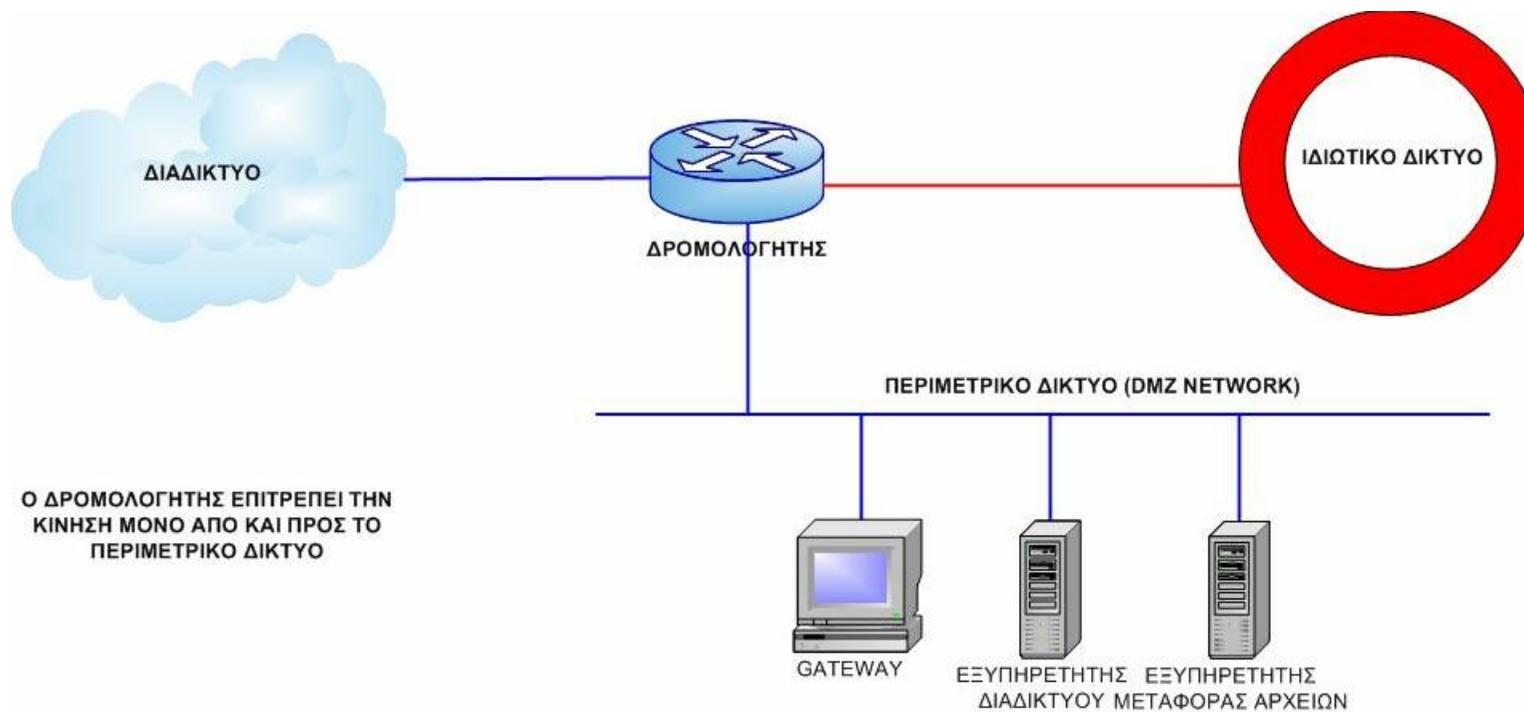 ΔΙΑΔΙΚΤΥΟ
ΔΡΟΜΟΛΟΓΗΤΗΣ
ΙΔΙΩΤΙΚΟ ΔΙΚΤΥΟ
ΠΕΡΙΜΕΤΡΙΚΟ ΔΙΚΤΥΟ (DMZ NETWORK)
Ο ΔΡΟΜΟΛΟΓΗΤΗΣ ΕΠΙΤΡΕΠΕΙ ΤΗΝ
ΚΙΝΗΣΗ ΜΟΝΟ ΑΠΟ ΚΑΙ ΠΡΟΣ ΤΟ
ΠΕΡΙΜΕΤΡΙΚΟ ΔΙΚΤΥΟ
GATEWAY
ΕΞΥΠΗΡΕΤΗΤΗΣ
ΔΙΑΔΙΚΤΥΟΥ
ΕΞΥΠΗΡΕΤΗΤΗΣ
ΜΕΤΑΦΟΡΑΣ ΑΡΧΕΙΩΝ